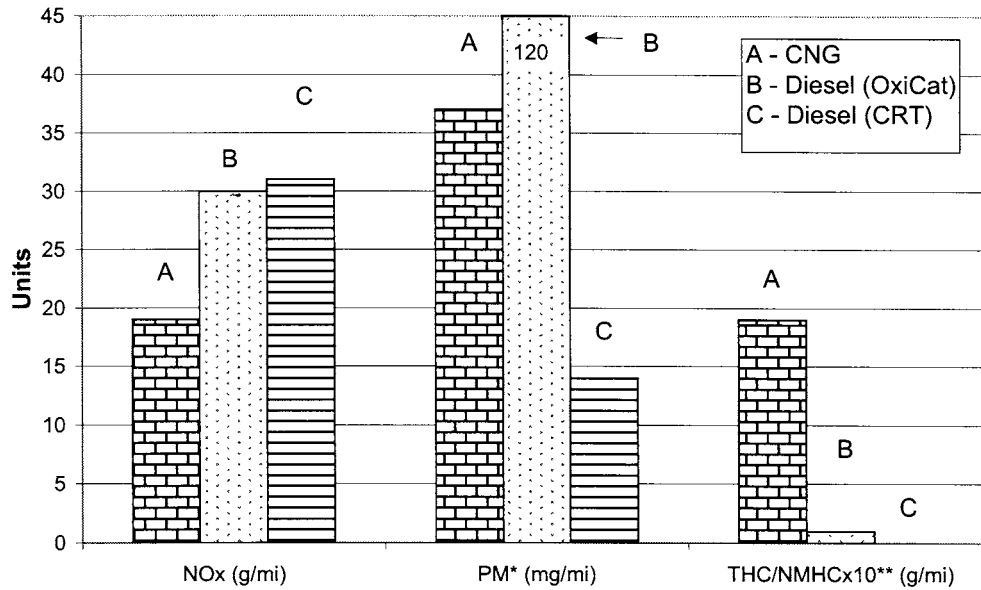 45
40
35
30
25
20
15
10
5
0
Units
A
B
C
A
120
B
C
A
B
C
A - CNG
B - Diesel (OxiCat)
C - Diesel (CRT)
NOx (g/mi)
PM* (mg/mi)
THC/NMHCx10** (g/mi)